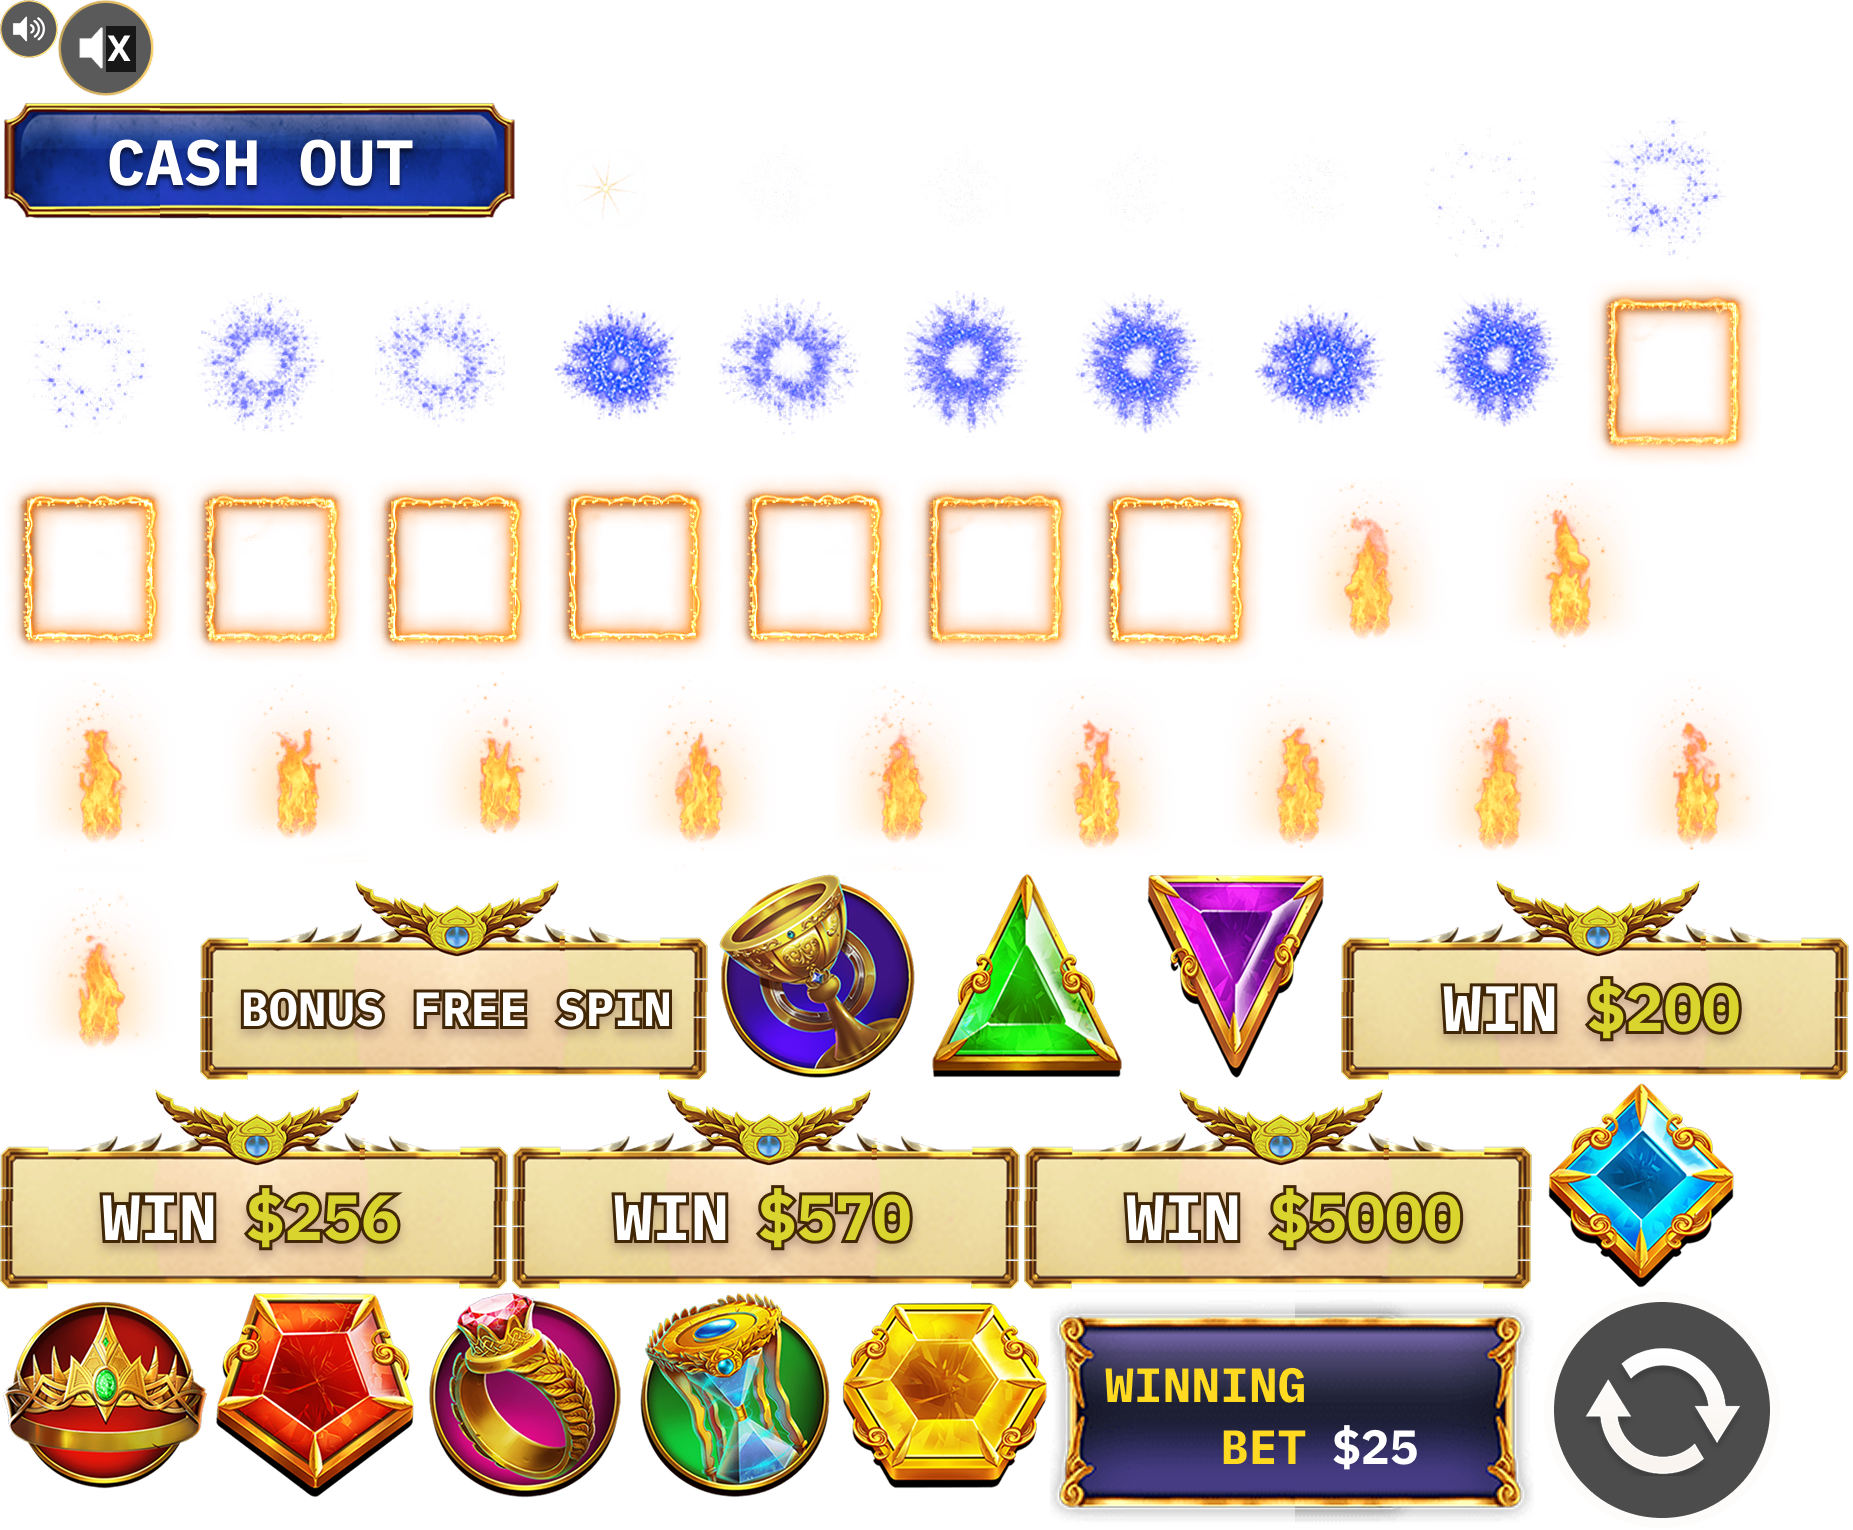 X
CASH OUT
BONUS FREE SPIN
WIN $200
WIN $256
WIN $570
WIN $5000
WINNING
BET $25